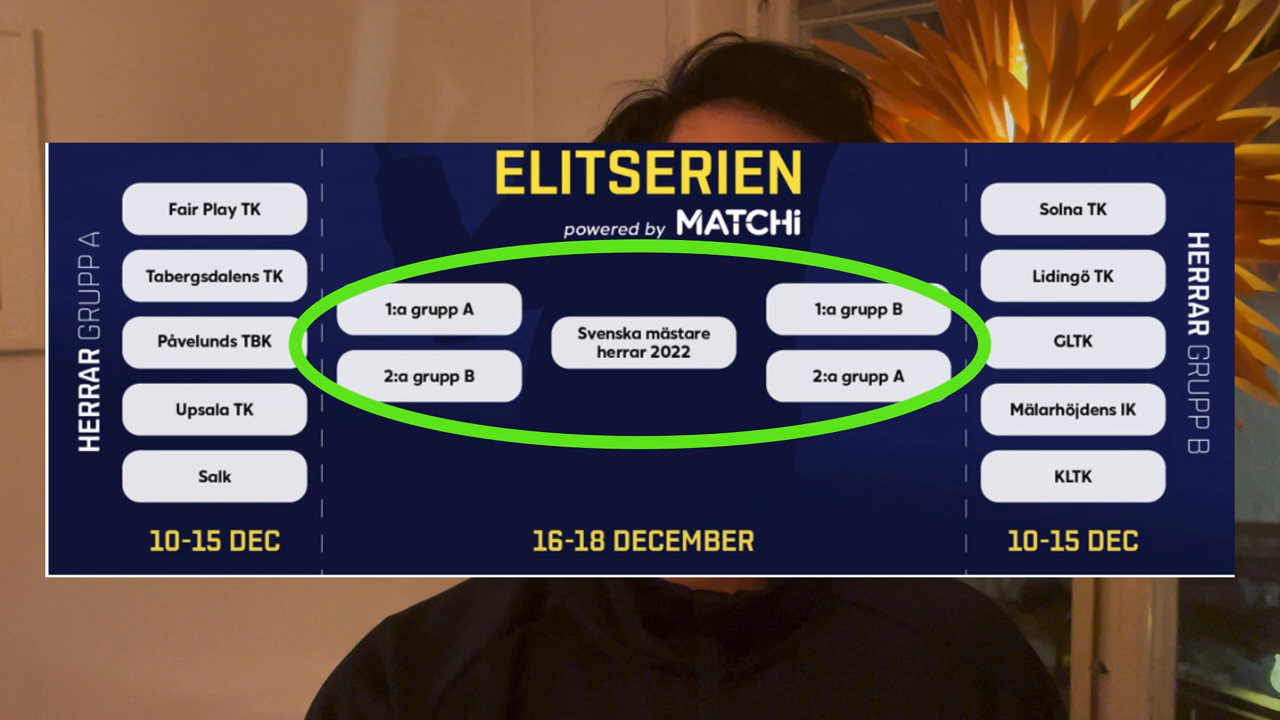 ELITSERIEN
powered by MATCHi
HERRAR GRUPP A
Fair Play TK
Tabergsdalens TK
Påvelunds TBK
Upsala TK
Salk
10-15 DEC
1:a grupp A
2:a grupp B
Svenska mästare
herrar 2022
1:a grupp B
2:a grupp A
16-18 DECEMBER
Solna TK
Lidingö TK
GLTK
Mälarhöjdens IK
KLTK
10-15 DEC
HERRAR GRUPP B